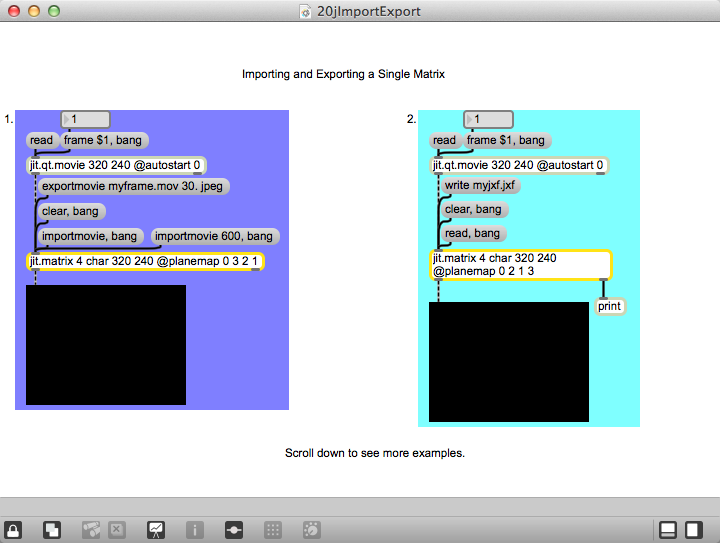 20jImportExport
Importing and Exporting a Single Matrix
1.
1
read
frame $1, bang
jit.qt.movie 320 240 @autostart 0
exportmovie myframe.mov 30. jpeg
clear, bang
importmovie, bang
importmovie 600, bang
jit.matrix 4 char 320 240 @planemap 0 3 2 1
2.
1
read
frame $1, bang
jit.qt.movie 320 240 @autostart 0
write myjxf.jxf
clear, bang
read, bang
jit.matrix 4 char 320 240
@planemap 0 2 1 3
print
Scroll down to see more examples.